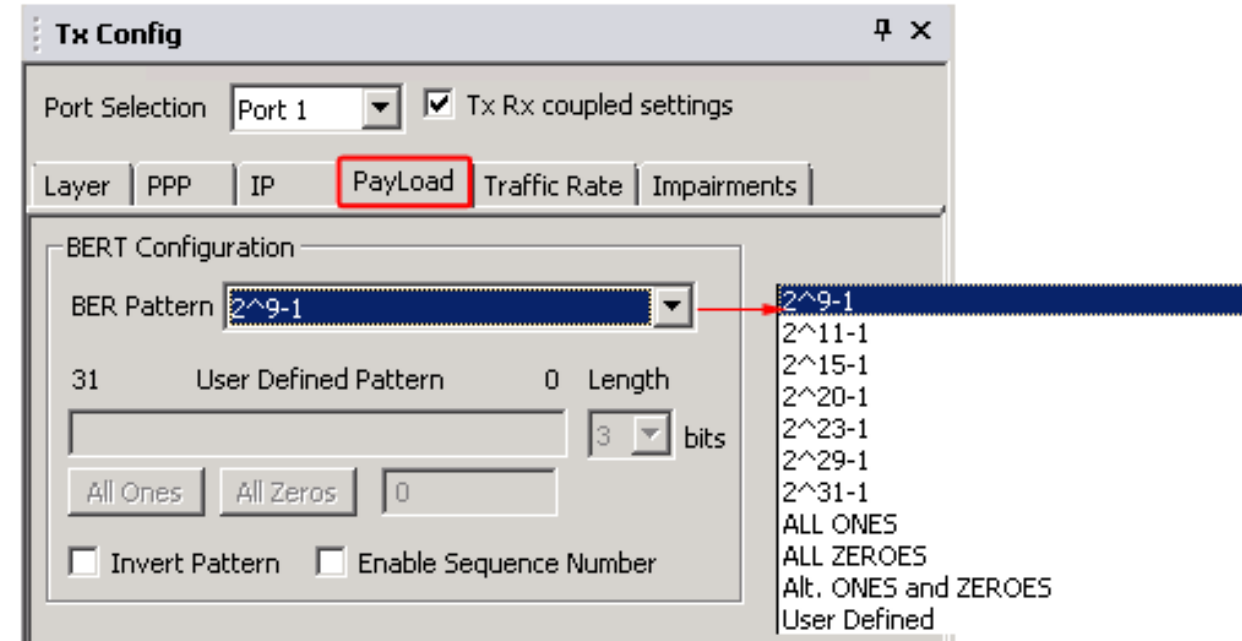 Tx Config
Port Selection Port 1 Tx Rx coupled settings
Layer PPP IP PayLoad Traffic Rate Impairments
BERT Configuration
BER Pattern 2^9-1
31 User Defined Pattern 0 Length
3 bits
All Ones All Zeros 0
Invert Pattern Enable Sequence Number
2^9-1
2^11-1
2^15-1
2^20-1
2^23-1
2^29-1
2^31-1
ALL ONES
ALL ZEROES
Alt. ONES and ZEROES
User Defined